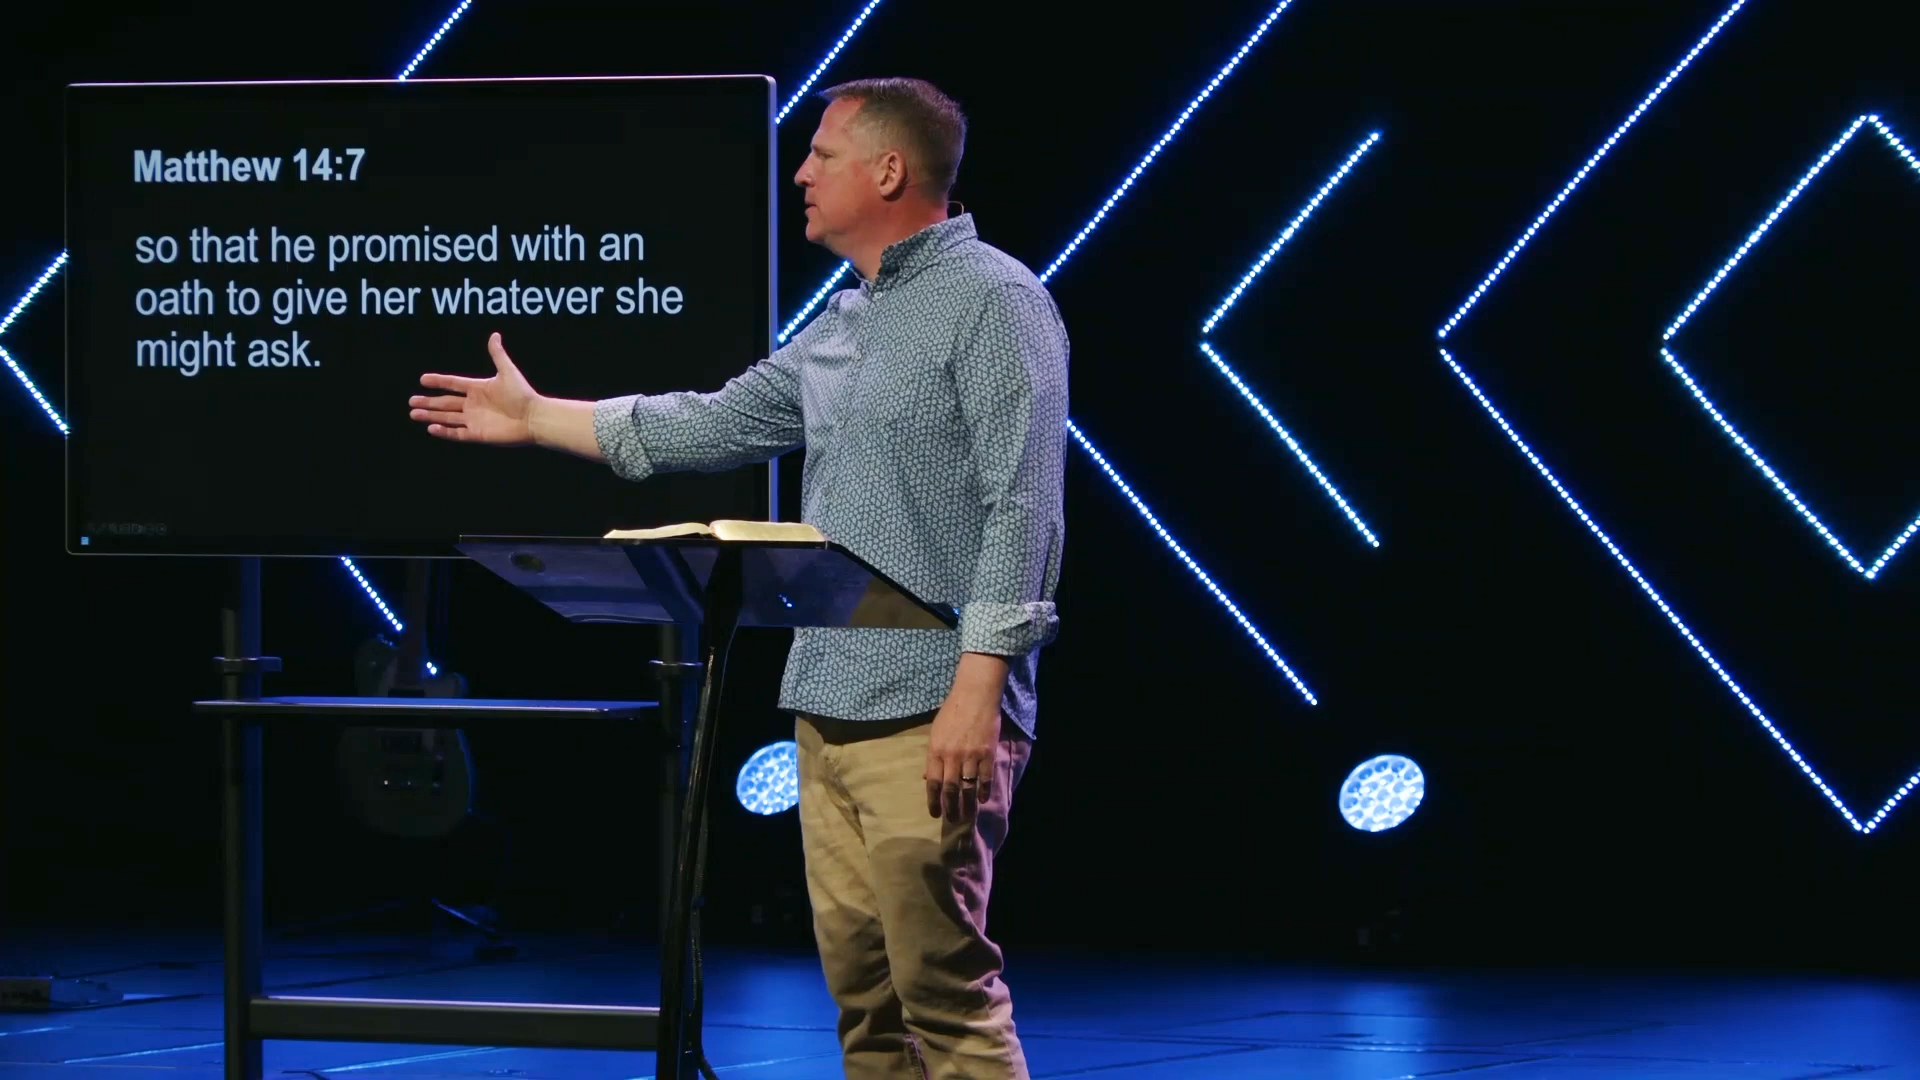 Matthew 14:7
so that he promised with an
oath to give her whatever she
might ask.